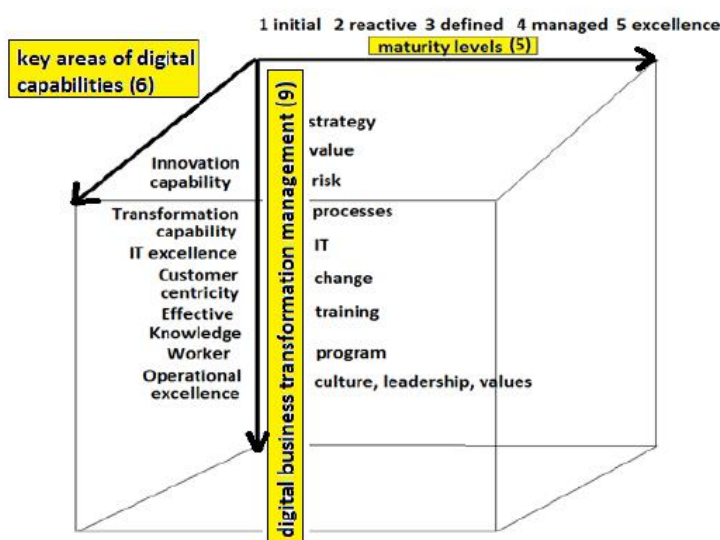 1 initial 2 reactive 3 defined 4 managed 5 excellence
maturity levels (5)
key areas of digital
capabilities (6)
digital business transformation management (9)
Innovation
capability
Transformation
capability
IT excellence
Customer
centricity
Effective
Knowledge
Worker
Operational
excellence
strategy
value
risk
processes
IT
change
training
program
culture, leadership, values